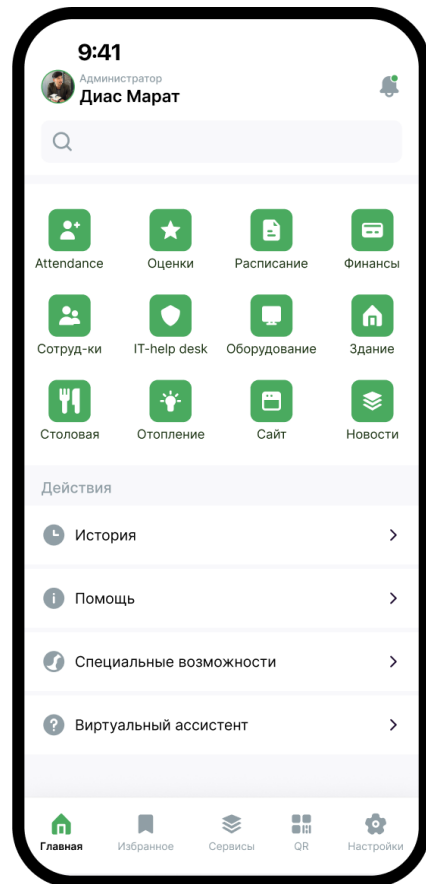 9:41
Администратор
Диас Марат
Attendance Оценки Расписание Финансы
Сотруд-ки IT-help desk Оборудование Здание
Столовая Отопление Сайт Новости
Действия
История
Помощь
Специальные возможности
Виртуальный ассистент
Главная Избранное Сервисы QR Настройки